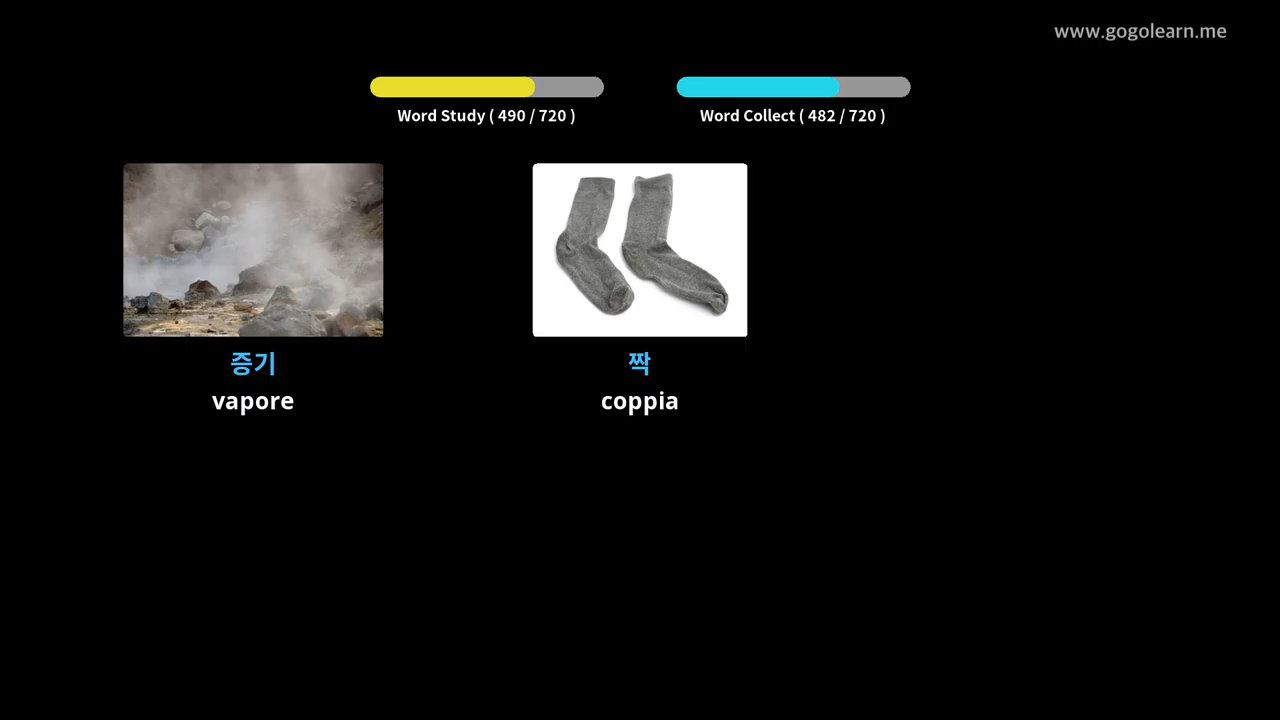 www.gogolearn.me
Word Study ( 490 / 720 )
Word Collect ( 482 / 720 )
증기
vapore
짝
coppia